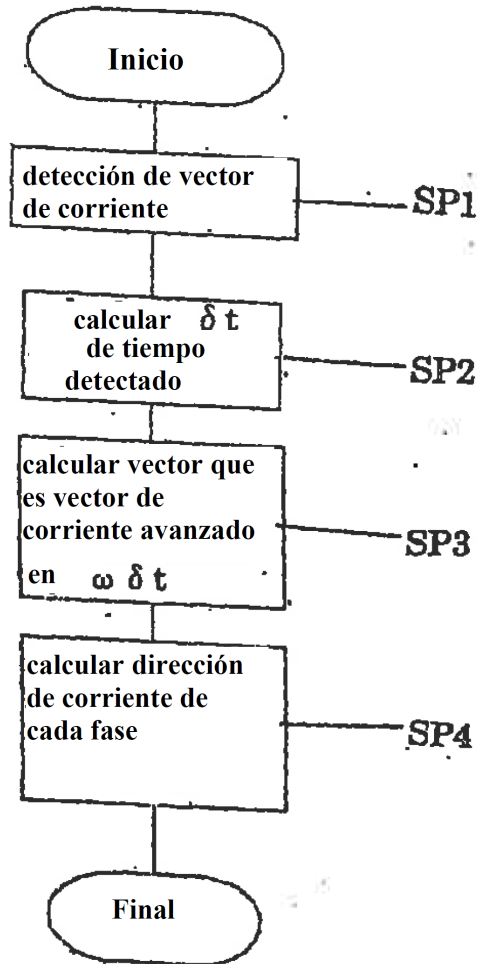 Inicio
detección de vector
de corriente
SP1
calcular δt
de tiempo
detectado
SP2
calcular vector que
es vector de
corriente avanzado
en ω δ t
SP3
calcular dirección
de corriente de
cada fase
SP4
Final